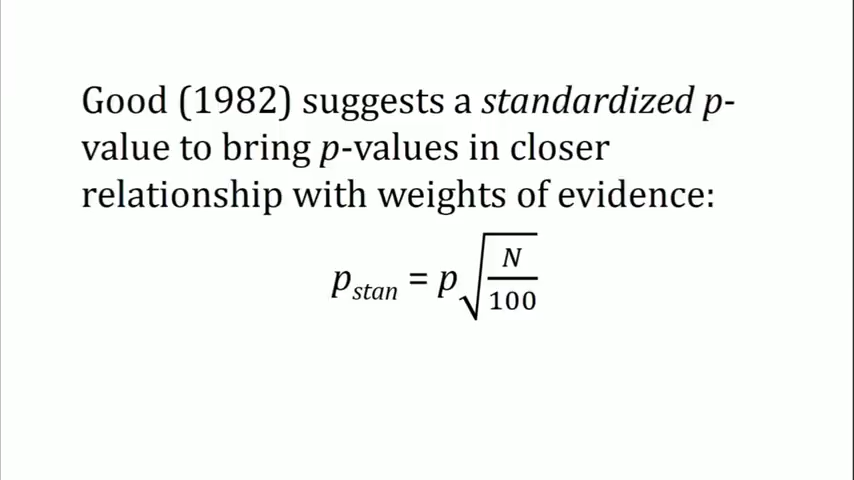 Good (1982) suggests a standardized p-
value to bring p-values in closer
relationship with weights of evidence:
p_stan = p√(N/100)